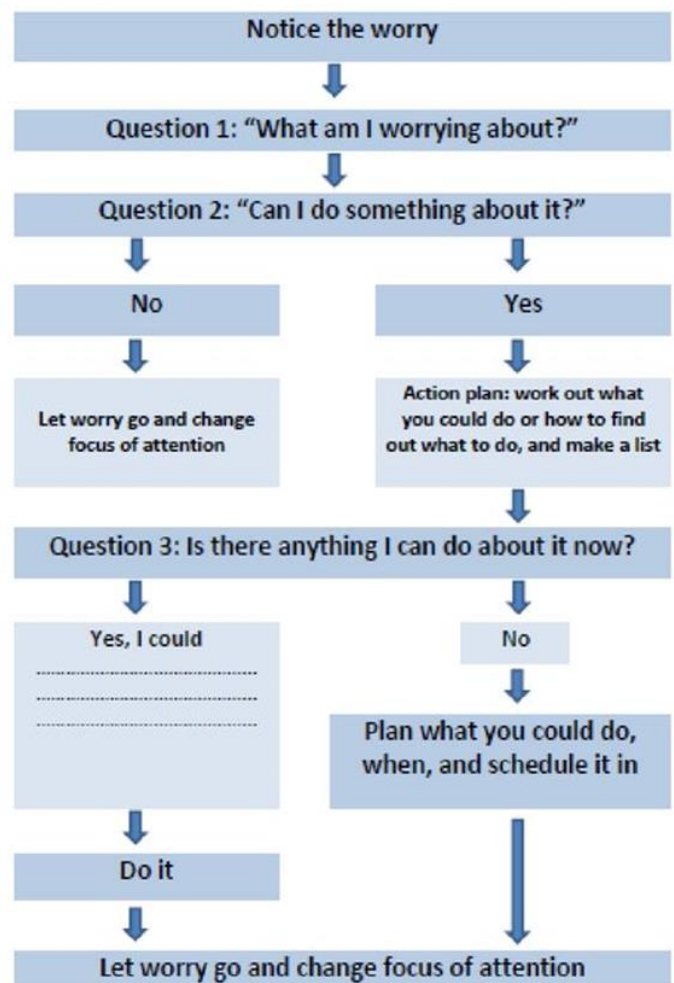 Notice the worry
Question 1: “What am I worrying about?”
Question 2: “Can I do something about it?”
No
Yes
Let worry go and change
focus of attention
Action plan: work out what
you could do or how to find
out what to do, and make a list
Question 3: Is there anything I can do about it now?
Yes, I could
No
Plan what you could do,
when, and schedule it in
Do it
Let worry go and change focus of attention